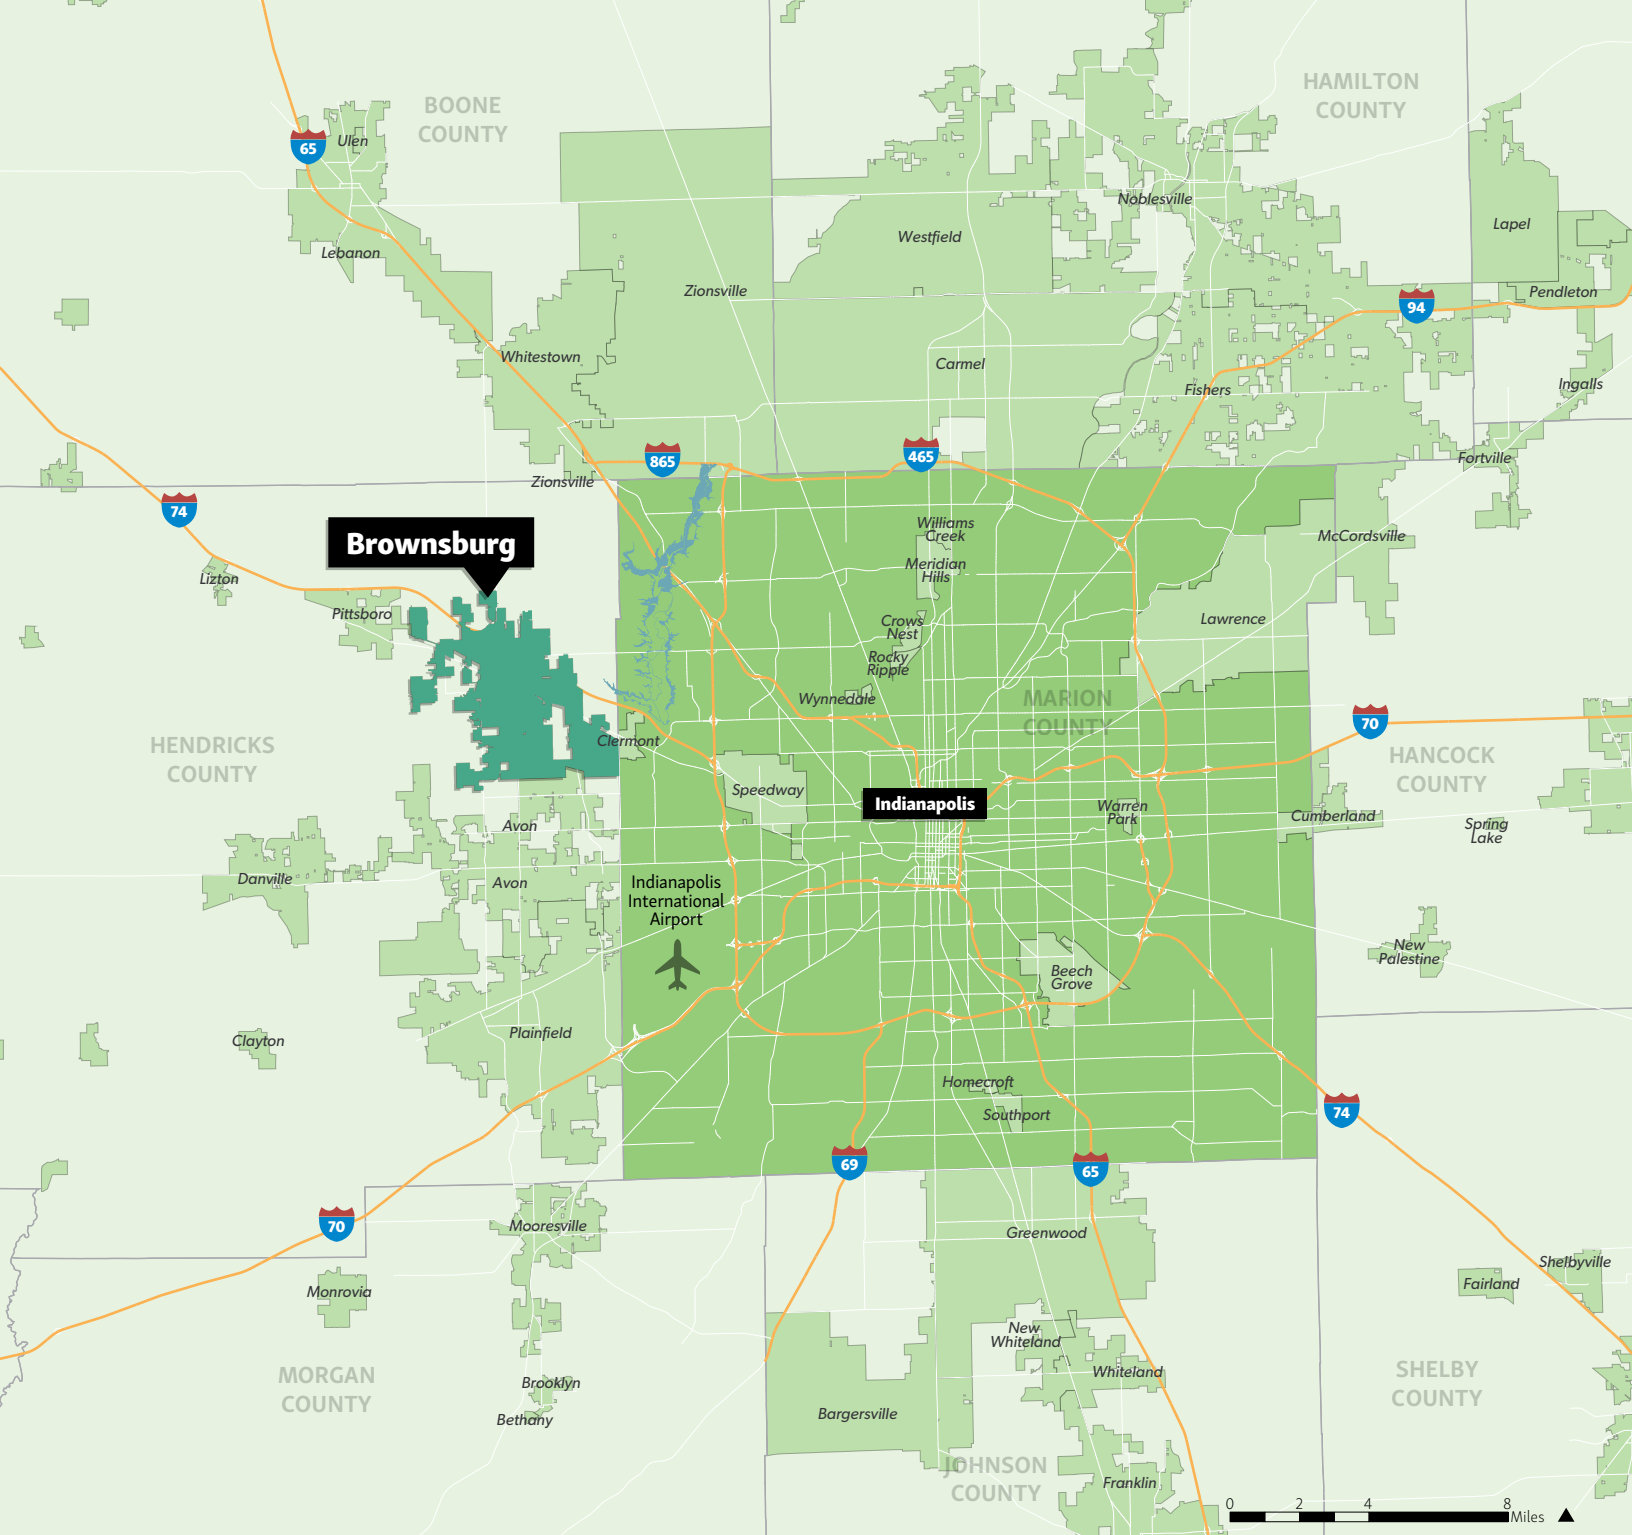 BOONE
COUNTY
HAMILTON
COUNTY
65
Ulen
Noblesville
Lebanon
Westfield
Lapel
Zionsville
Pendleton
94
Whitestown
Carmel
Fishers
Ingalls
865
465
Fortville
Zionsville
74
Williams
Creek
McCordsville
Brownsburg
Meridian
Hills
Lizton
Pittsboro
Crows
Nest
Lawrence
Rocky
Ripple
Wynnedale
MARION
COUNTY
70
HENDRICKS
COUNTY
Clermont
HANCOCK
COUNTY
Speedway
Indianapolis
Warren
Park
Cumberland
Spring
Lake
Avon
Danville
Avon
Indianapolis
International
Airport
New
Palestine
Beech
Grove
Clayton
Plainfield
Homecroft
Southport
74
69
65
70
Mooresville
Greenwood
Monrovia
Shelbyville
Fairland
New
Whiteland
Whiteland
MORGAN
COUNTY
SHELBY
COUNTY
Brooklyn
Bethany
Bargersville
JOHNSON
COUNTY
Franklin
0 2 4 8
Miles